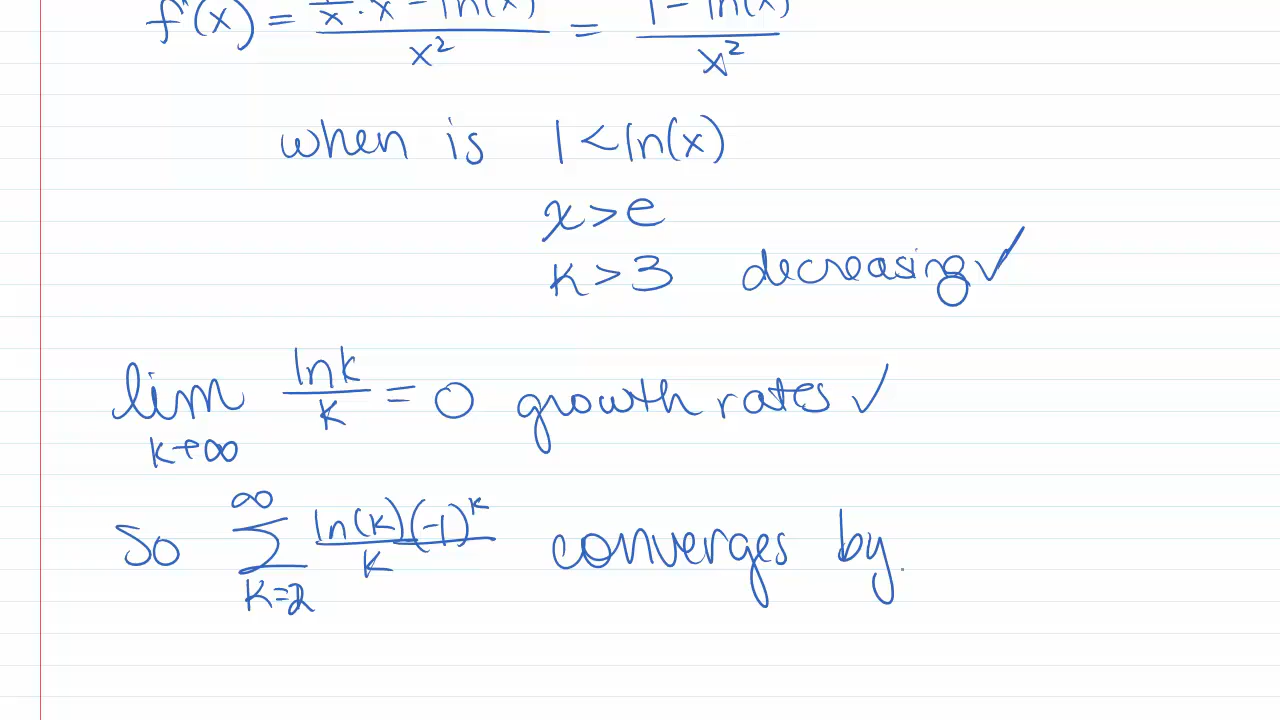 f'(x) = (1/x · x - ln(x))/x² = (1 - ln(x))/x²
when is 1 < ln(x)
x > e
k > 3 decreasing ✓
lim k→∞ ln k/k = 0 growth rates ✓
So ∑ k=2 ∞ ln(k)(-1)^k/k converges by